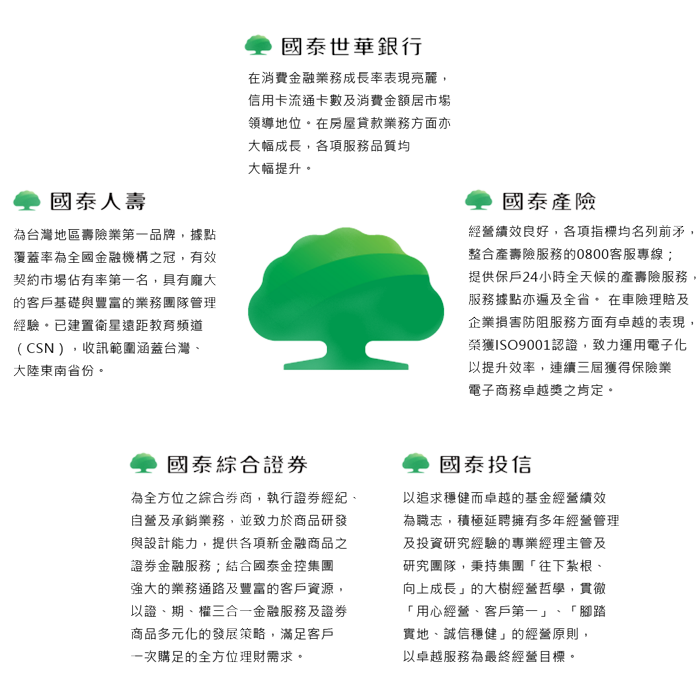 國泰世華銀行
在消費金融業務成長率表現亮麗，
信用卡流通卡數及消費金額居市場
領導地位。在房屋貸款業務方面亦
大幅成長，各項服務品質均
大幅提升。
國泰人壽
為台灣地區壽險業第一品牌，據點
覆蓋率為全國金融機構之冠，有效
契約市場佔有率第一名，具有龐大
的客戶基礎與豐富的業務團隊管理
經驗。已建置衛星遠距教育頻道
（CSN），收訊範圍涵蓋台灣、
大陸東南省份。
國泰產險
經營績效良好，各項指標均名列前矛，
整合產壽險服務的0800客服專線；
提供保戶24小時全天候的產壽險服務，
服務據點亦遍及全省。 在車險理賠及
企業損害防阻服務方面有卓越的表現，
榮獲ISO9001認證，致力運用電子化
以提升效率，連續三屆獲得保險業
電子商務卓越獎之肯定。
國泰綜合證券
為全方位之綜合券商，執行證券經紀、
自營及承銷業務，並致力於商品研發
與設計能力，提供各項新金融商品之
證券金融服務；結合國泰金控集團
強大的業務通路及豐富的客戶資源，
以證、期、權三合一金融服務及證券
商品多元化的發展策略，滿足客戶
一次購足的全方位理財需求。
國泰投信
以追求穩健而卓越的基金經營績效
為職志，積極延聘擁有多年經營管理
及投資研究經驗的專業經理主管及
研究團隊，秉持集團「往下紮根、
向上成長」的大樹經營哲學，貫徹
「用心經營、客戶第一」、「腳踏
實地、誠信穩健」的經營原則，
以卓越服務為最終經營目標。